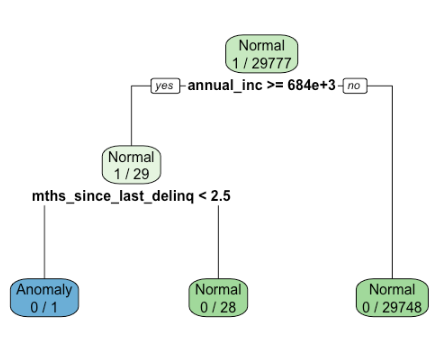 Normal
1 / 29777
yes
annual_inc >= 684e+3
no
Normal
1 / 29
mths_since_last_delinq < 2.5
Anomaly
0 / 1
Normal
0 / 28
Normal
0 / 29748